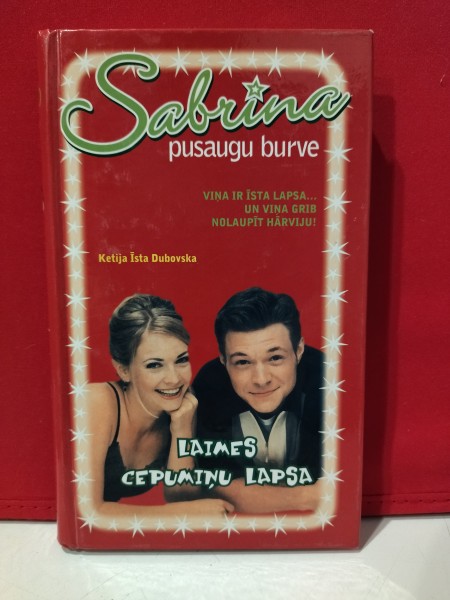 Sabrina
pusaugu burve
VIŅA IR ĪSTA LAPSA...
UN VIŅA GRIB
NOLAUPĪT HĀRVIJU!
Ketija Īsta Dubovska
LAIMES
CEPUMIŅU LAPSA